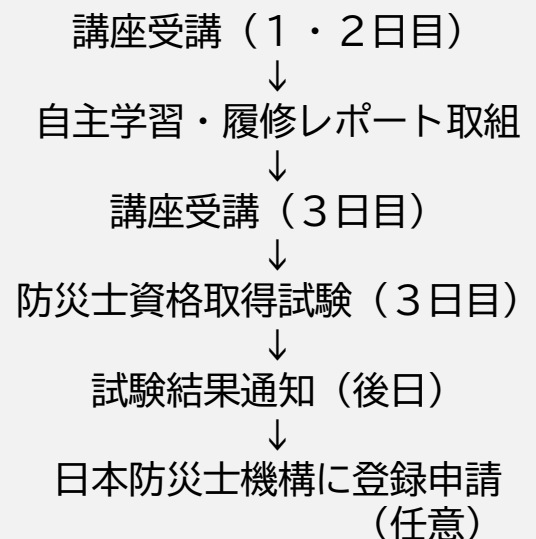 講座受講（１・２日目）
↓
自主学習・履修レポート取組
↓
講座受講（３日目）
↓
防災士資格取得試験（３日目）
↓
試験結果通知（後日）
↓
日本防災士機構に登録申請
（任意）